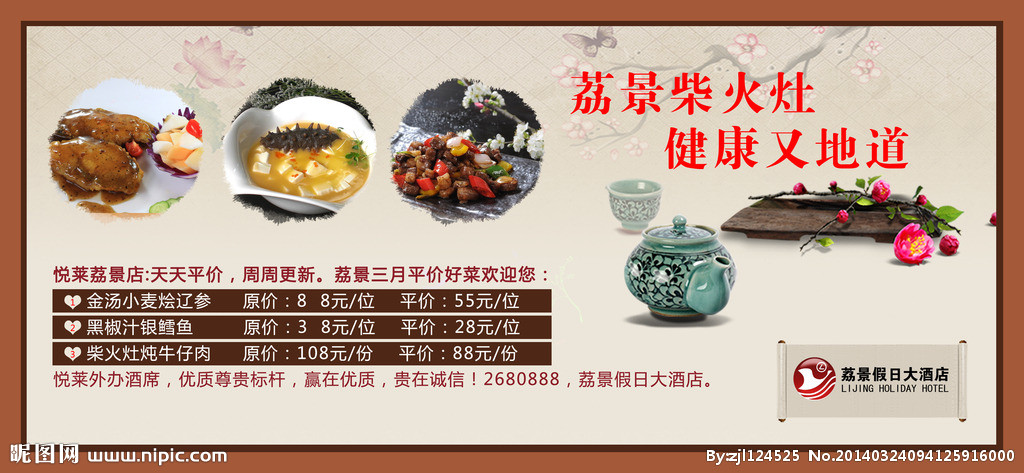 荔景柴火灶
健康又地道
悦莱荔景店:天天平价，周周更新。荔景三月平价好菜欢迎您：
1 金汤小麦烩辽参 原价：8 8元/位 平价：55元/位
2 黑椒汁银鳕鱼 原价：3 8元/位 平价：28元/位
3 柴火灶炖牛仔肉 原价：108元/份 平价：88元/份
悦莱外办酒席，优质尊贵标杆，赢在优质，贵在诚信！2680888，荔景假日大酒店。
荔景假日大酒店
LIJING HOLIDAY HOTEL
昵图网 www.nipic.com
By:zjl124525 No.20140324094125916000